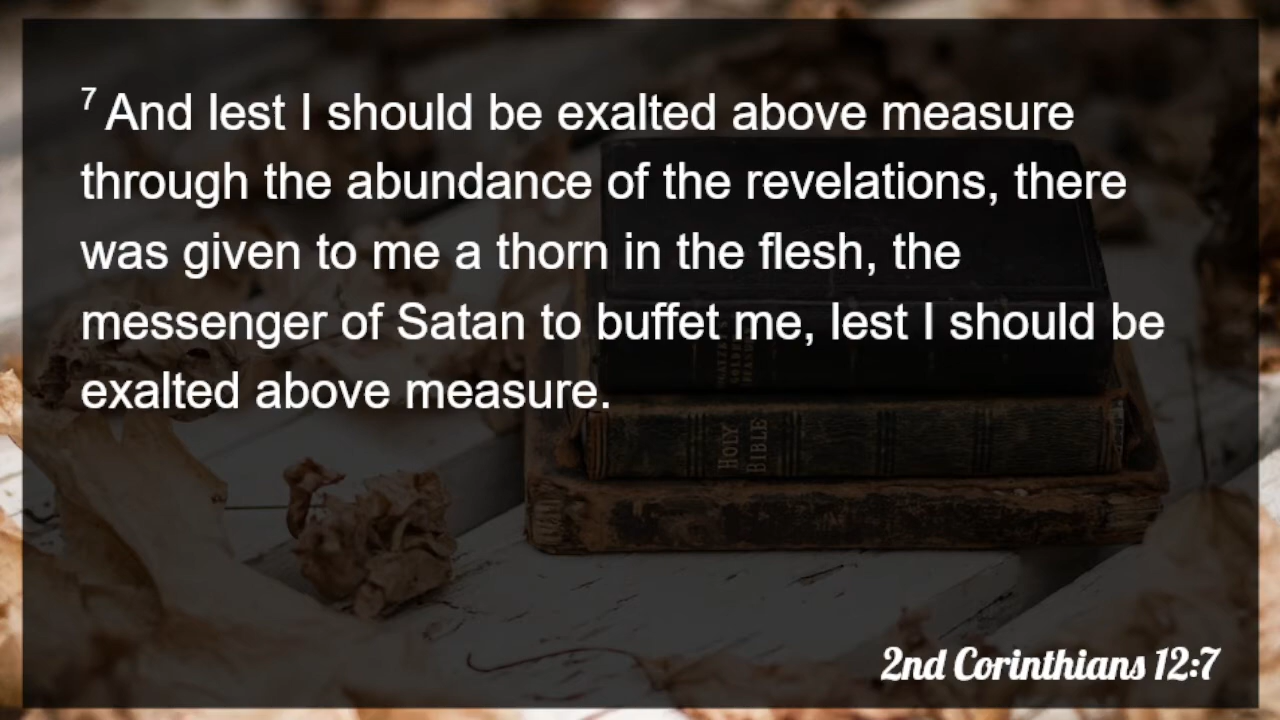 7 And lest I should be exalted above measure
through the abundance of the revelations, there
was given to me a thorn in the flesh, the
messenger of Satan to buffet me, lest I should be
exalted above measure.
HOLY
BIBLE
2nd Corinthians 12:7